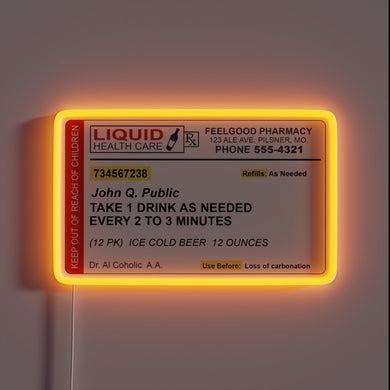 KEEP OUT OF REACH OF CHILDREN
LIQUID
HEALTH CARE
Rx
FEELGOOD PHARMACY
123 ALE AVE. PILSNER, MO.
PHONE 555-4321
734567238
Refills: As Needed
John Q. Public
TAKE 1 DRINK AS NEEDED
EVERY 2 TO 3 MINUTES
(12 PK) ICE COLD BEER 12 OUNCES
Dr. Al Coholic A.A.
Use Before: Loss of carbonation